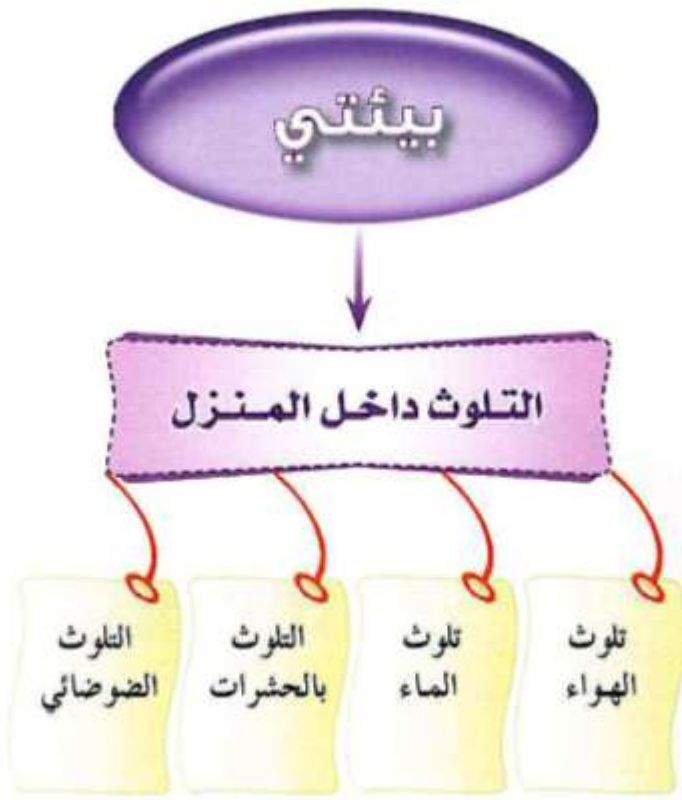 بيئتي
التلوث داخل المنزل
تلوث
الهواء
تلوث
الماء
التلوث
بالحشرات
التلوث
الضوضائي